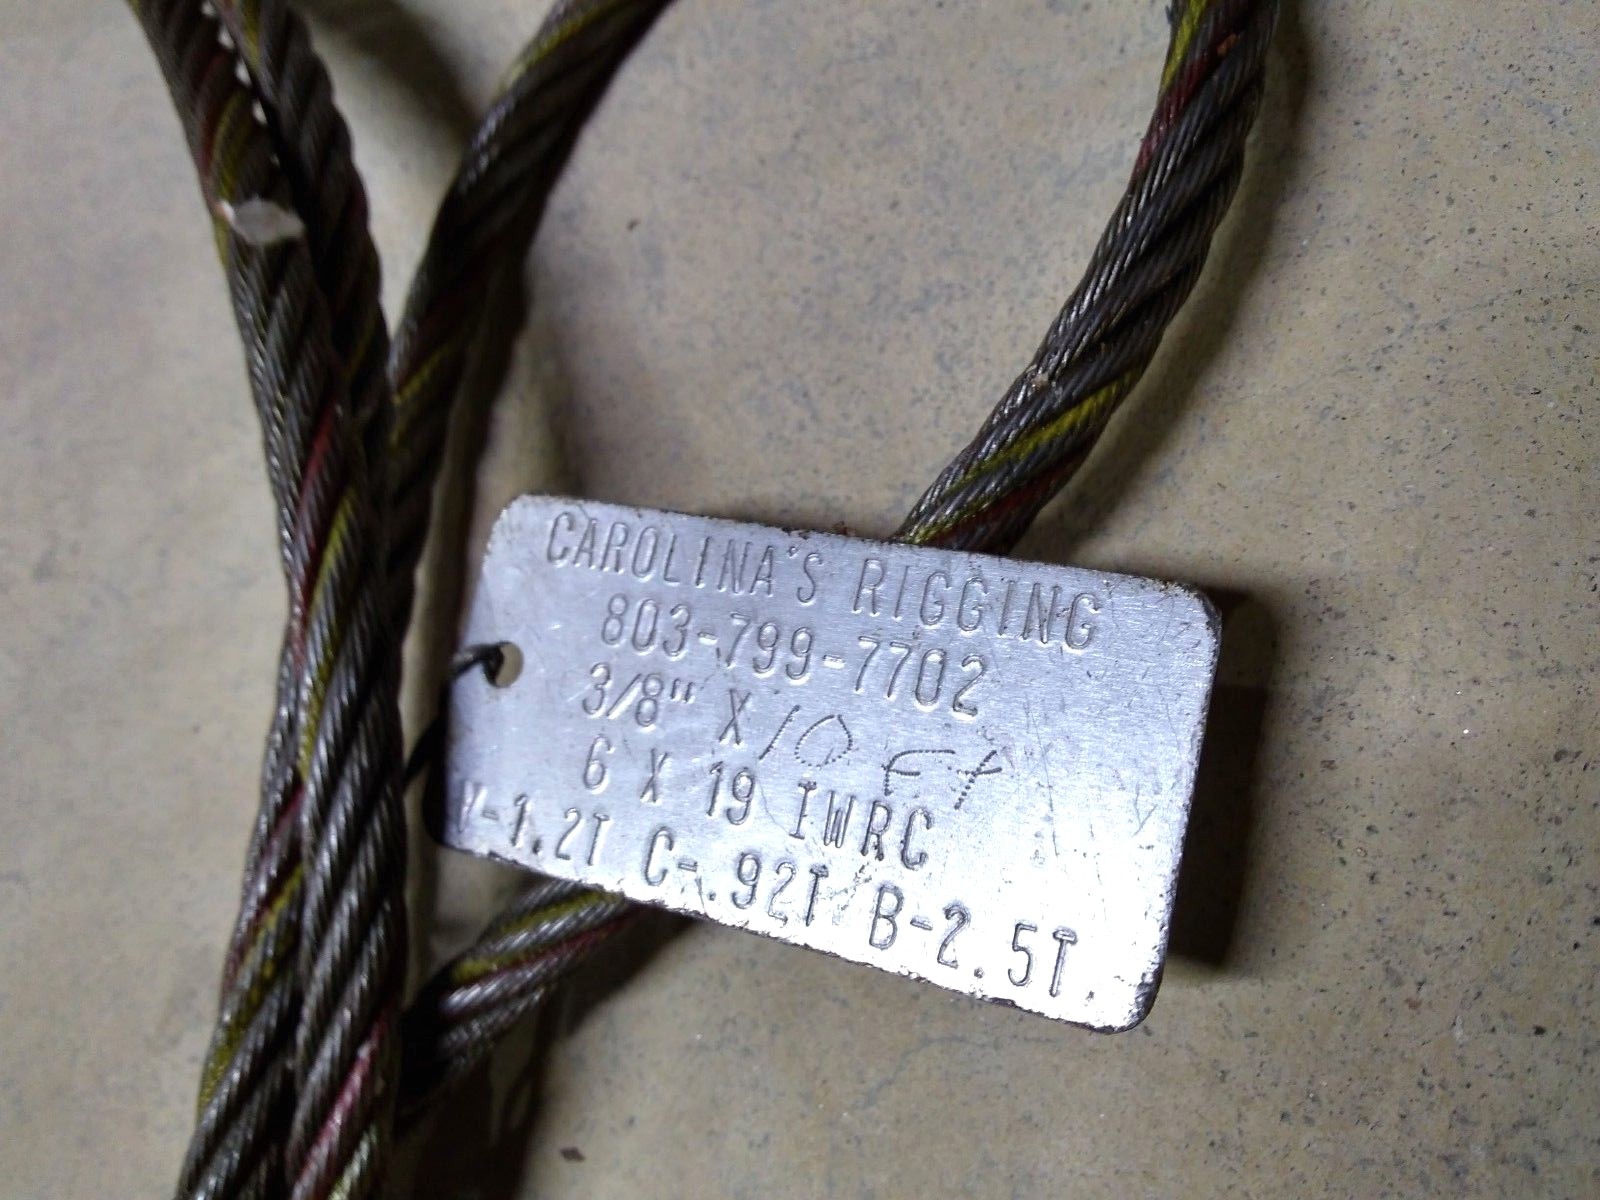 CAROLINA'S RIGGING
803-799-7702
3/8" X 10 Ft
6 X 19 IWRC
V-1.2T C-.92T B-2.5T